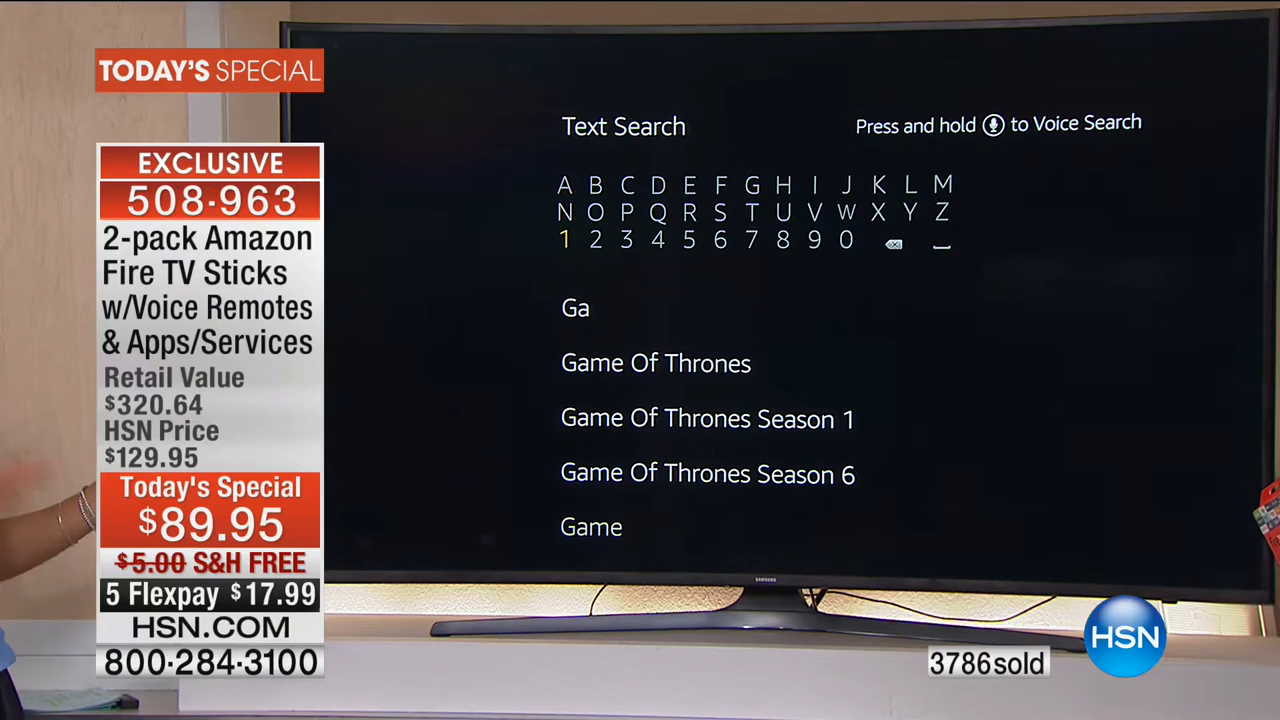 TODAY'S SPECIAL
EXCLUSIVE
508-963
2-pack Amazon
Fire TV Sticks
w/Voice Remotes
& Apps/Services
Retail Value
$320.64
HSN Price
$129.95
Today's Special
$89.95
$5.00 S&H FREE
5 Flexpay $17.99
HSN.COM
800-284-3100
Text Search
Press and hold to Voice Search
A B C D E F G H I J K L M
N O P Q R S T U V W X Y Z
1 2 3 4 5 6 7 8 9 0
Ga
Game Of Thrones
Game Of Thrones Season 1
Game Of Thrones Season 6
Game
SAMSUNG
3786 sold
HSN